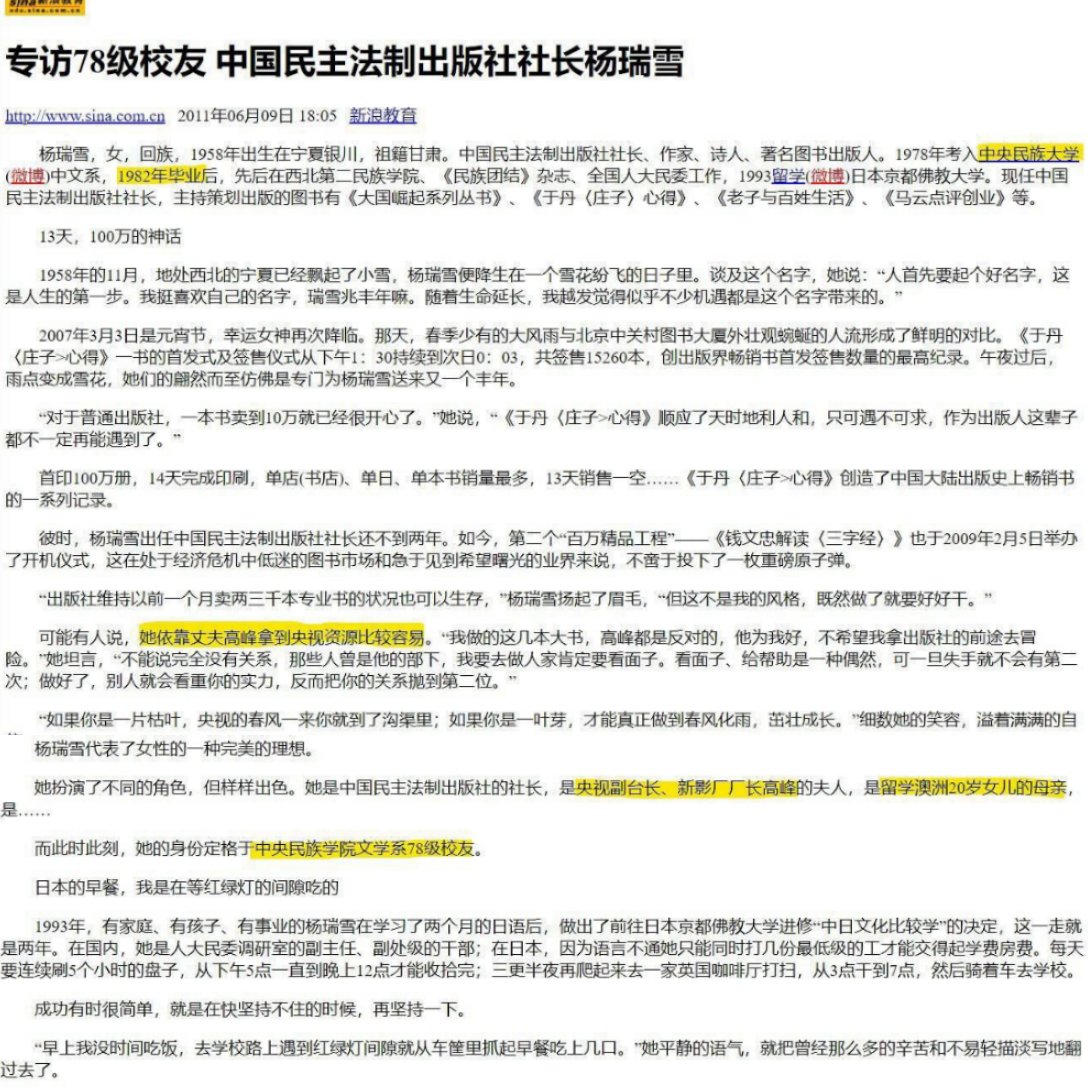 sina 新浪教育
edu.sina.com.cn
专访78级校友 中国民主法制出版社社长杨瑞雪
http://www.sina.com.cn 2011年06月09日 18:05 新浪教育
杨瑞雪，女，回族，1958年出生在宁夏银川，祖籍甘肃。中国民主法制出版社社长、作家、诗人、著名图书出版人。1978年考入中央民族大学
(微博)中文系，1982年毕业后，先后在西北第二民族学院、《民族团结》杂志、全国人大民委工作，1993留学(微博)日本京都佛教大学。现任中国
民主法制出版社社长，主持策划出版的图书有《大国崛起系列丛书》、《于丹〈庄子〉心得》、《老子与百姓生活》、《马云点评创业》等。
13天，100万的神话
1958年的11月，地处西北的宁夏已经飘起了小雪，杨瑞雪便降生在一个雪花纷飞的日子里。谈及这个名字，她说：“人首先要起个好名字，这
是人生的第一步。我挺喜欢自己的名字，瑞雪兆丰年嘛。随着生命延长，我越发觉得似乎不少机遇都是这个名字带来的。”
2007年3月3日是元宵节，幸运女神再次降临。那天，春季少有的大风雨与北京中关村图书大厦外壮观蜿蜒的人流形成了鲜明的对比。《于丹
〈庄子>心得》一书的首发式及签售仪式从下午1：30持续到次日0：03，共签售15260本，创出版界畅销书首发签售数量的最高纪录。午夜过后，
雨点变成雪花，她们的翩然而至仿佛是专门为杨瑞雪送来又一个丰年。
“对于普通出版社，一本书卖到10万就已经很开心了。”她说，“《于丹〈庄子>心得》顺应了天时地利人和，只可遇不可求，作为出版人这辈子
都不一定再能遇到了。”
首印100万册，14天完成印刷，单店(书店)、单日、单本书销量最多，13天销售一空……《于丹〈庄子>心得》创造了中国大陆出版史上畅销书
的一系列记录。
彼时，杨瑞雪出任中国民主法制出版社社长还不到两年。如今，第二个“百万精品工程”——《钱文忠解读〈三字经〉》也于2009年2月5日举办
了开机仪式，这在处于经济危机中低迷的图书市场和急于见到希望曙光的业界来说，不啻于投下了一枚重磅原子弹。
“出版社维持以前一个月卖两三千本专业书的状况也可以生存，”杨瑞雪扬起了眉毛，“但这不是我的风格，既然做了就要好好干。”
可能有人说，她依靠丈夫高峰拿到央视资源比较容易。“我做的这几本大书，高峰都是反对的，他为我好，不希望我拿出版社的前途去冒
险。”她坦言，“不能说完全没有关系，那些人曾是他的部下，我要去做人家肯定要看面子。看面子、给帮助是一种偶然，可一旦失手就不会有第二
次；做好了，别人就会看重你的实力，反而把你的关系抛到第二位。”
“如果你是一片枯叶，央视的春风一来你就到了沟渠里；如果你是一叶芽，才能真正做到春风化雨，茁壮成长。”细数她的笑容，溢着满满的自
杨瑞雪代表了女性的一种完美的理想。
她扮演了不同的角色，但样样出色。她是中国民主法制出版社的社长，是央视副台长、新影厂厂长高峰的夫人，是留学澳洲20岁女儿的母亲，
是……
而此时此刻，她的身份定格于中央民族学院文学系78级校友。
日本的早餐，我是在等红绿灯的间隙吃的
1993年，有家庭、有孩子、有事业的杨瑞雪在学习了两个月的日语后，做出了前往日本京都佛教大学进修“中日文化比较学”的决定，这一走就
是两年。在国内，她是人大民委调研室的副主任、副处级的干部；在日本，因为语言不通她只能同时打几份最低级的工才能交得起学费房费。每天
要连续刷5个小时的盘子，从下午5点一直到晚上12点才能收拾完；三更半夜再爬起来去一家英国咖啡厅打扫，从3点干到7点，然后骑着车去学校。
成功有时很简单，就是在快坚持不住的时候，再坚持一下。
“早上我没时间吃饭，去学校路上遇到红绿灯间隙就从车筐里抓起早餐吃上几口。”她平静的语气，就把曾经那么多的辛苦和不易轻描淡写地翻
过去了。